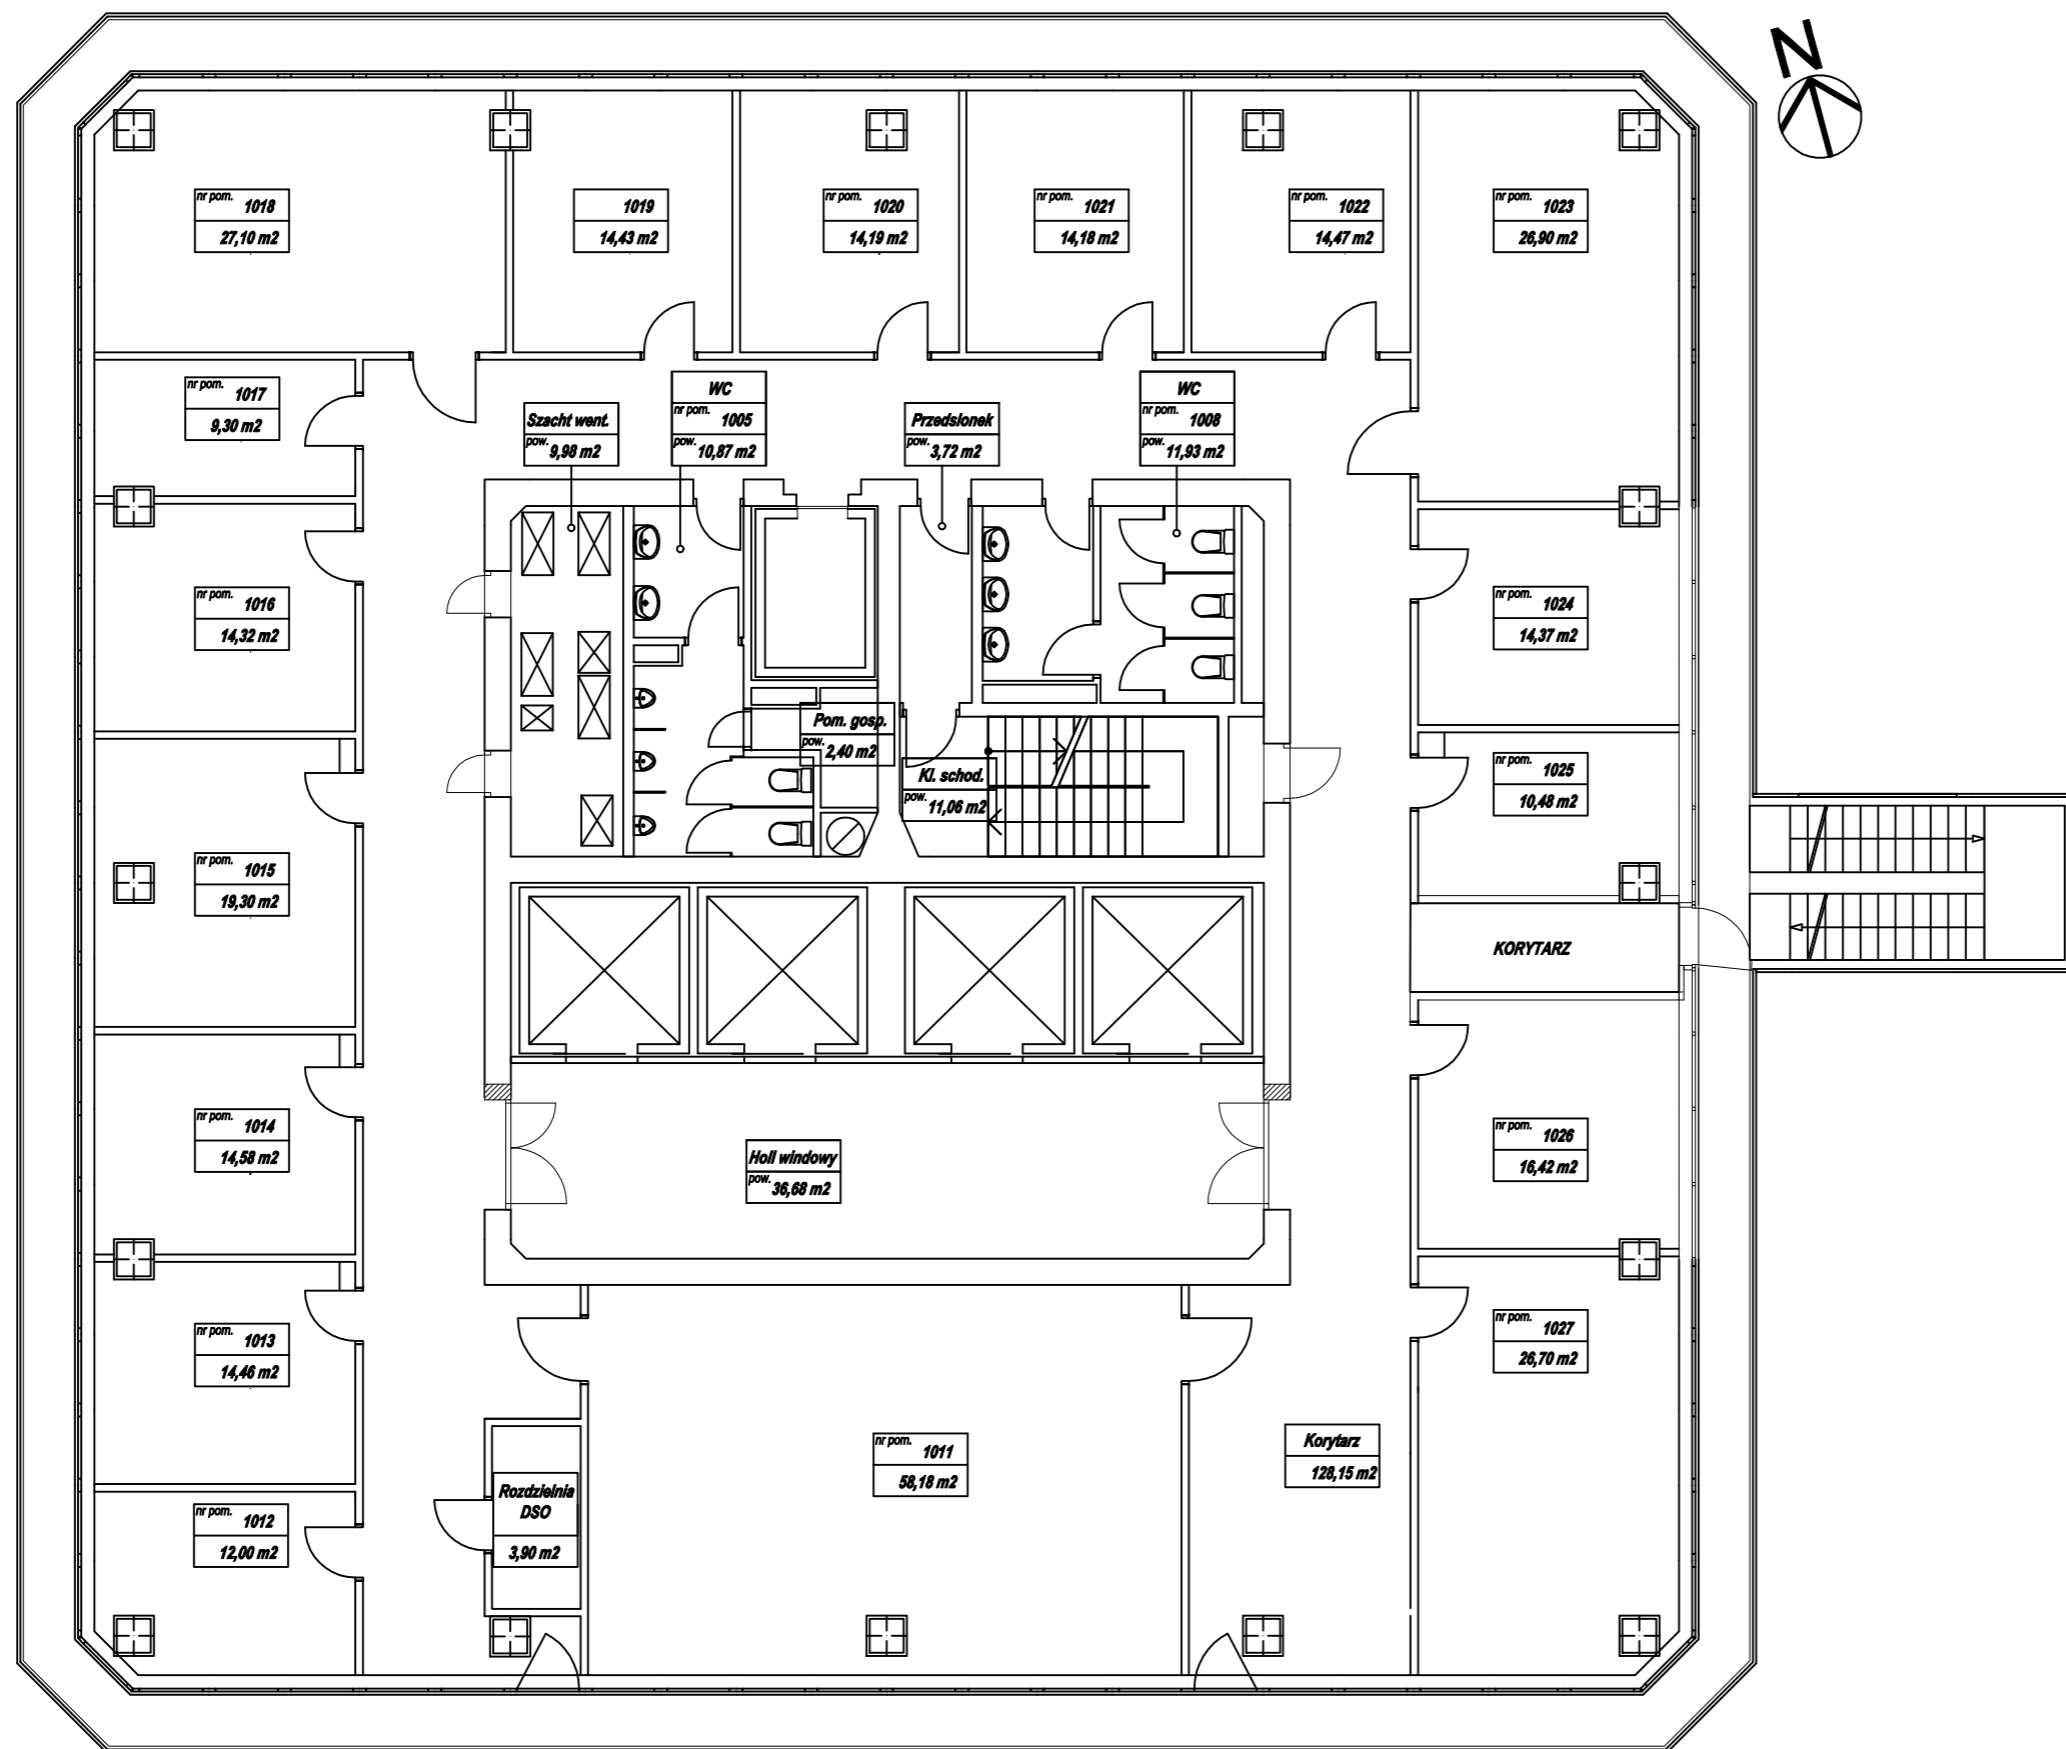 N
nr pom. 1018
27,10 m2
1019
14,43 m2
nr pom. 1020
14,19 m2
nr pom. 1021
14,18 m2
nr pom. 1022
14,47 m2
nr pom. 1023
26,90 m2
nr pom. 1017
9,30 m2
Szacht went.
pow. 9,98 m2
WC
nr pom. 1005
pow. 10,87 m2
Przedsionek
pow. 3,72 m2
WC
nr pom. 1008
pow. 11,93 m2
nr pom. 1016
14,32 m2
nr pom. 1024
14,37 m2
Pom. gosp.
pow. 2,40 m2
Kl. schod.
pow. 11,06 m2
nr pom. 1025
10,48 m2
nr pom. 1015
19,30 m2
KORYTARZ
nr pom. 1014
14,58 m2
Holl windowy
pow. 36,68 m2
nr pom. 1026
16,42 m2
nr pom. 1013
14,46 m2
nr pom. 1027
26,70 m2
nr pom. 1012
12,00 m2
Rozdzielnia
DSO
3,90 m2
nr pom. 1011
58,18 m2
Korytarz
128,15 m2